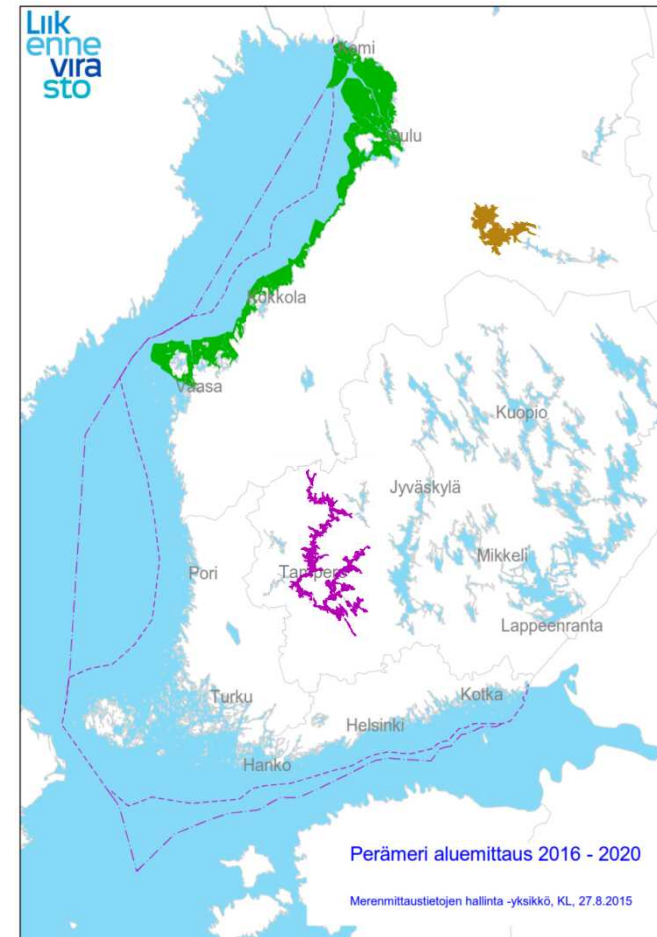 Liik
enne
vira
sto
Kemi
Oulu
Kokkola
Vaasa
Kuopio
Jyväskylä
Pori
Tampere
Mikkeli
Lappeenranta
Turku
Kotka
Helsinki
Hanko
Perämeri aluemittaus 2016 - 2020
Merenmittaustietojen hallinta -yksikkö, KL, 27.8.2015